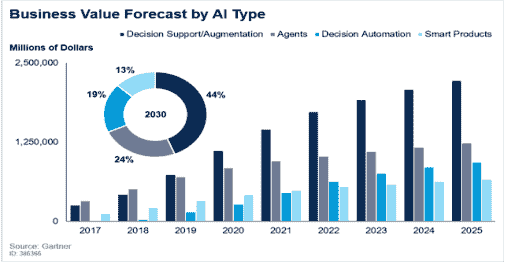 Business Value Forecast by AI Type
Millions of Dollars
Decision Support/Augmentation Agents Decision Automation Smart Products
2,500,000
13%
19%
44%
2030
1,250,000
24%
0
2017 2018 2019 2020 2021 2022 2023 2024 2025
Source: Gartner